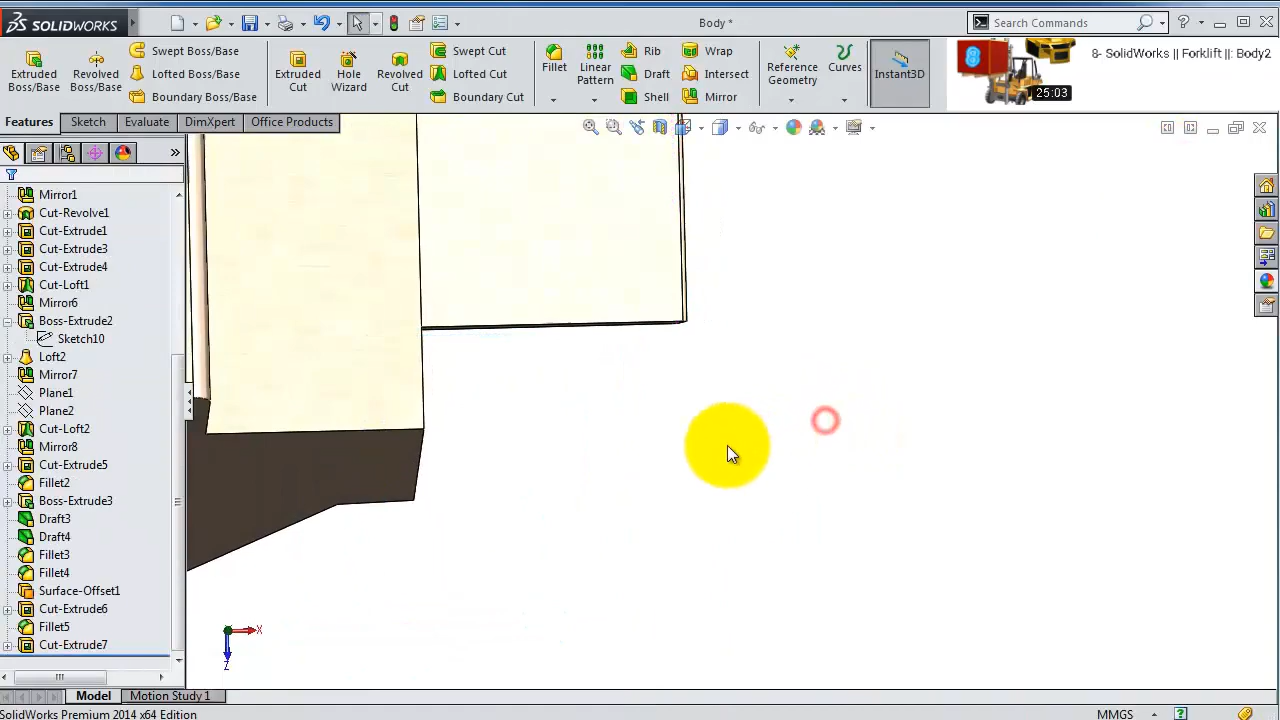 SOLIDWORKS
Body *
Search Commands
Extruded Boss/Base
Revolved Boss/Base
Swept Boss/Base
Lofted Boss/Base
Boundary Boss/Base
Extruded Cut
Hole Wizard
Revolved Cut
Swept Cut
Lofted Cut
Boundary Cut
Fillet
Linear Pattern
Rib
Draft
Shell
Wrap
Intersect
Mirror
Reference Geometry
Curves
Instant3D
8- SolidWorks || Forklift ||: Body2
25:03
Features
Sketch
Evaluate
DimXpert
Office Products
Mirror1
Cut-Revolve1
Cut-Extrude1
Cut-Extrude3
Cut-Extrude4
Cut-Loft1
Mirror6
Boss-Extrude2
Sketch10
Loft2
Mirror7
Plane1
Plane2
Cut-Loft2
Mirror8
Cut-Extrude5
Fillet2
Boss-Extrude3
Draft3
Draft4
Fillet3
Fillet4
Surface-Offset1
Cut-Extrude6
Fillet5
Cut-Extrude7
X
Z
Model
Motion Study 1
SolidWorks Premium 2014 x64 Edition
MMGS